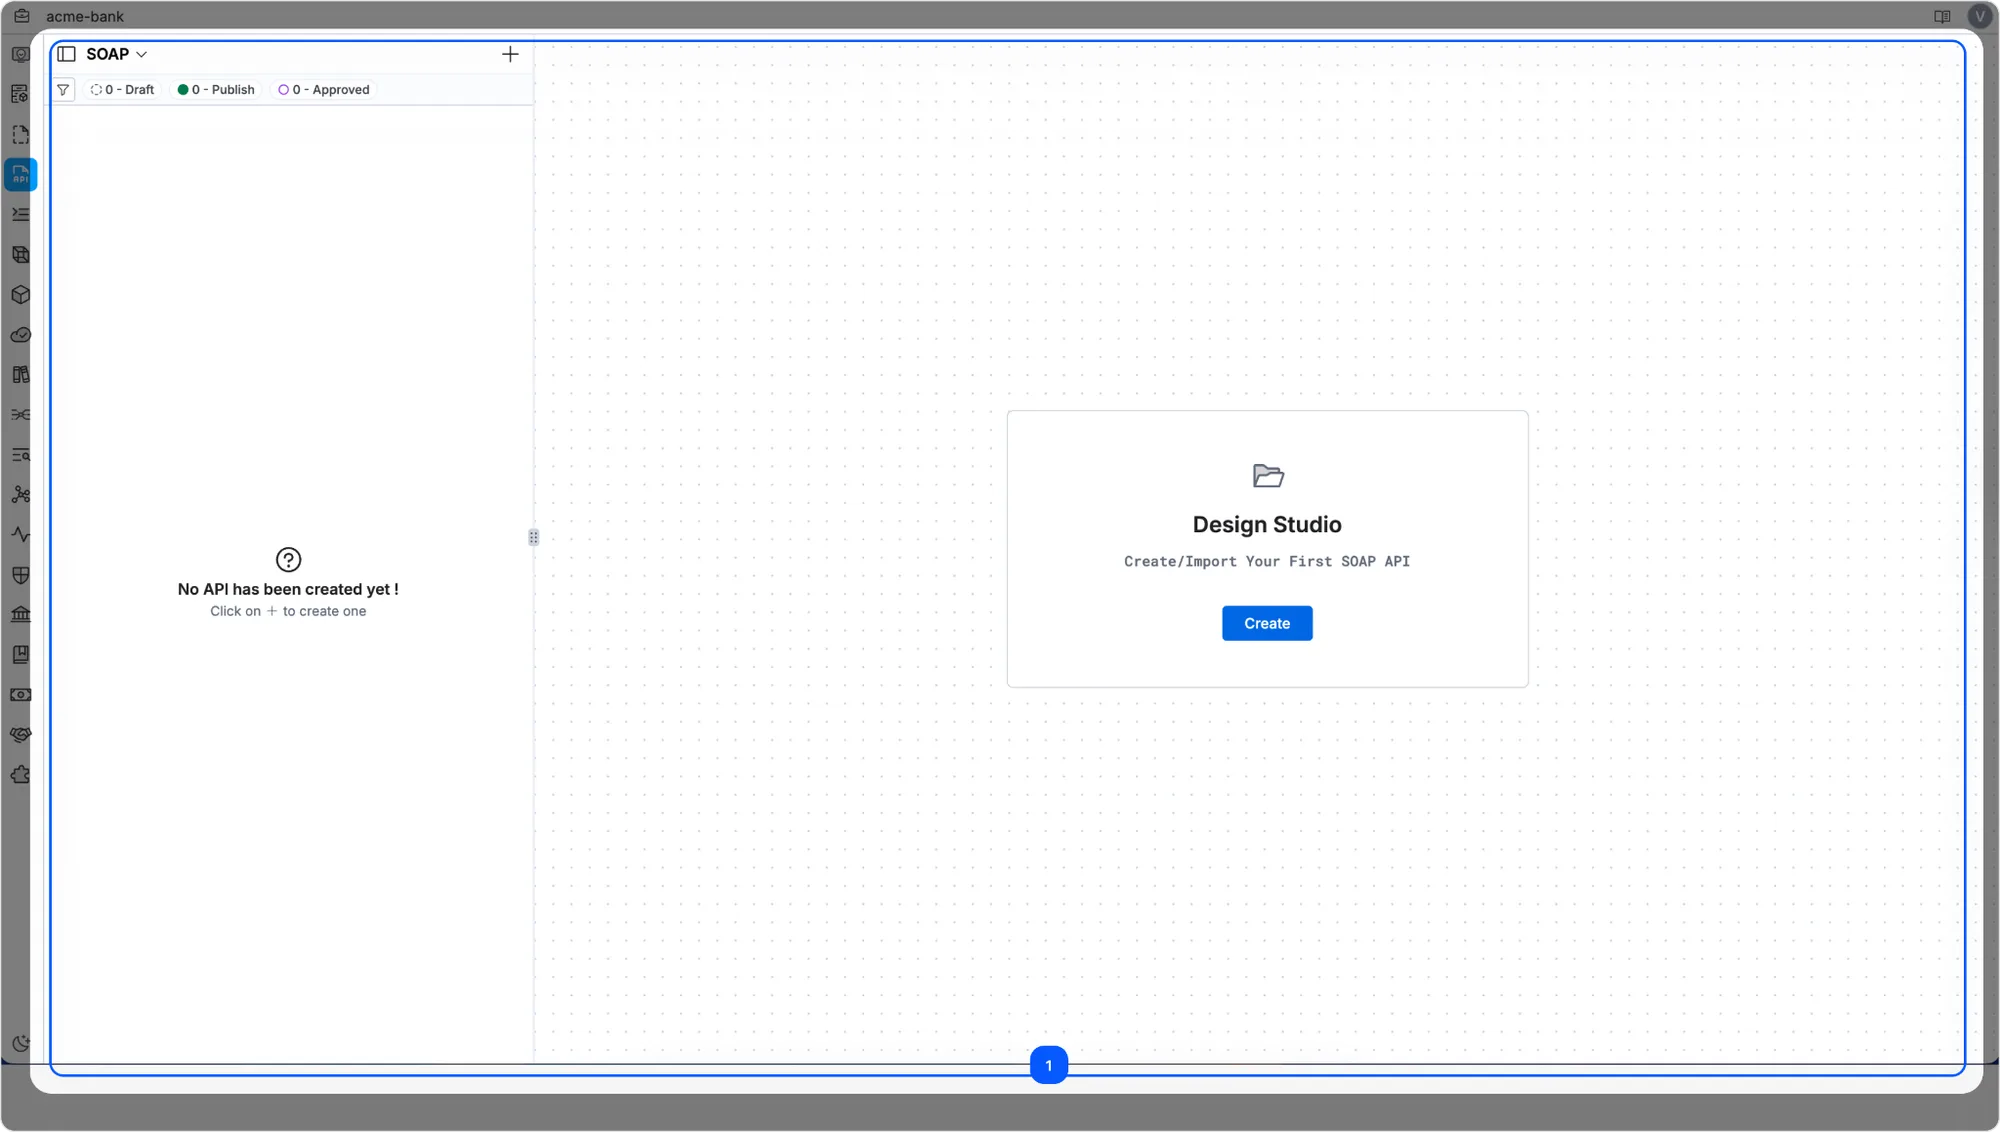 acme-bank
V
SOAP
0 - Draft
0 - Publish
0 - Approved
API
No API has been created yet !
Click on + to create one
Design Studio
Create/Import Your First SOAP API
Create
1